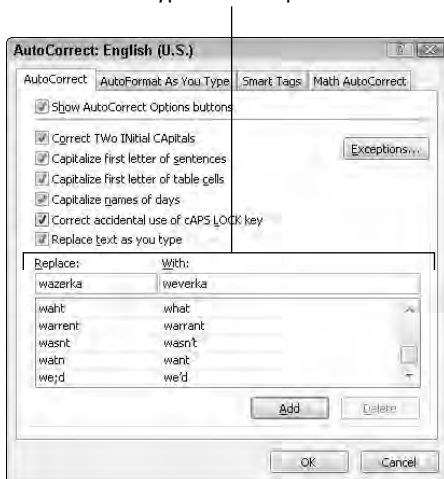 AutoCorrect: English (U.S.)
AutoCorrect AutoFormat As You Type Smart Tags Math AutoCorrect
Show AutoCorrect Options buttons
Correct TWo INitial CApitals
Exceptions...
Capitalize first letter of sentences
Capitalize first letter of table cells
Capitalize names of days
Correct accidental use of cAPS LOCK key
Replace text as you type
Replace: With:
wazerka weverka
waht what
warrent warrant
wasnt wasn't
watn want
we;d we'd
Add Delete
OK Cancel